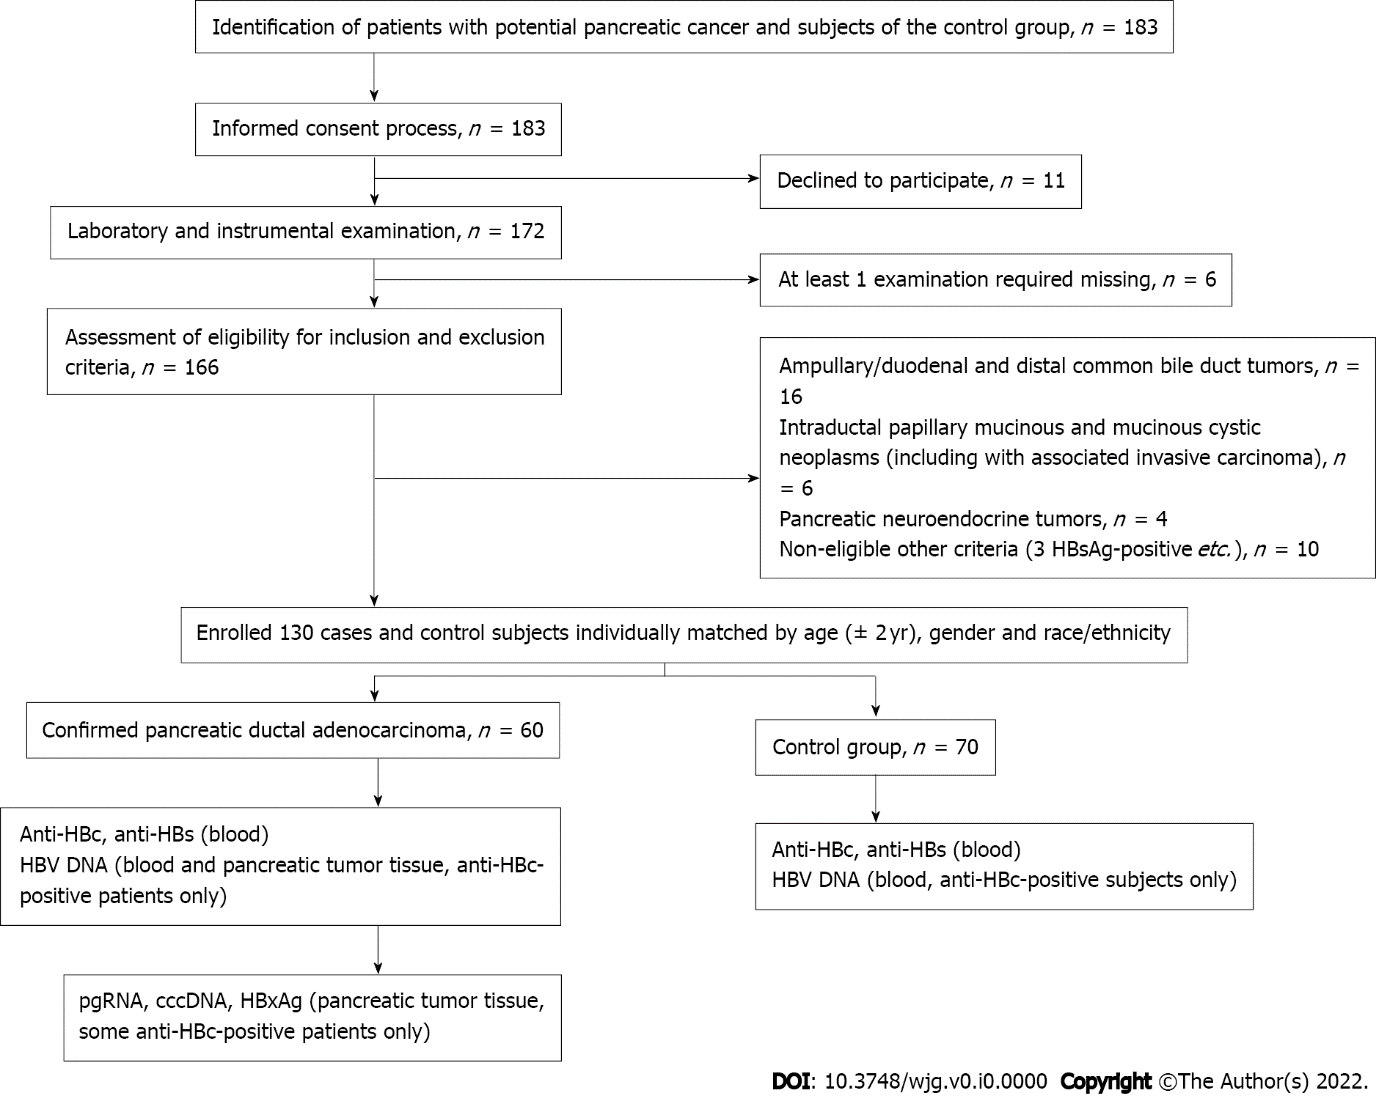 Identification of patients with potential pancreatic cancer and subjects of the control group, n = 183
Informed consent process, n = 183
Declined to participate, n = 11
Laboratory and instrumental examination, n = 172
At least 1 examination required missing, n = 6
Assessment of eligibility for inclusion and exclusion
criteria, n = 166
Ampullary/duodenal and distal common bile duct tumors, n =
16
Intraductal papillary mucinous and mucinous cystic
neoplasms (including with associated invasive carcinoma), n
= 6
Pancreatic neuroendocrine tumors, n = 4
Non-eligible other criteria (3 HBsAg-positive etc.), n = 10
Enrolled 130 cases and control subjects individually matched by age (± 2 yr), gender and race/ethnicity
Confirmed pancreatic ductal adenocarcinoma, n = 60
Control group, n = 70
Anti-HBc, anti-HBs (blood)
HBV DNA (blood and pancreatic tumor tissue, anti-HBc-
positive patients only)
Anti-HBc, anti-HBs (blood)
HBV DNA (blood, anti-HBc-positive subjects only)
pgRNA, cccDNA, HBxAg (pancreatic tumor tissue,
some anti-HBc-positive patients only)
DOI: 10.3748/wjg.v0.i0.0000 Copyright ©The Author(s) 2022.